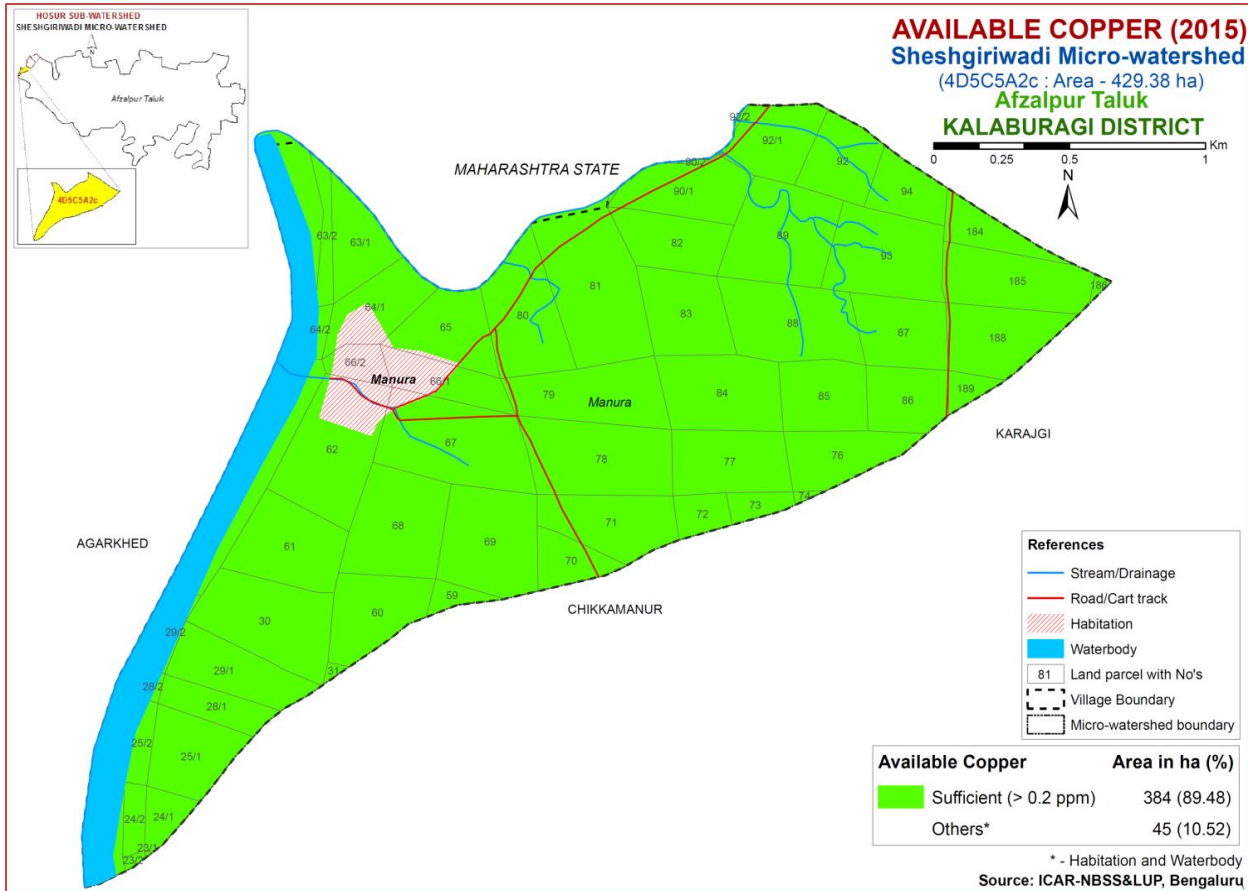 HOSUR SUB-WATERSHED
SHESHGIRIWADI MICRO-WATERSHED
N
Afzalpur Taluk
4D5C5A2c
AVAILABLE COPPER (2015)
Sheshgiriwadi Micro-watershed
(4D5C5A2c : Area - 429.38 ha)
Afzalpur Taluk
KALABURAGI DISTRICT
0 0.25 0.5 1 Km
N
MAHARASHTRA STATE
92/2
92/1
92
90/2
90/1
94
63/2
63/1
82
89
93
184
185
186
81
64/1
64/2
65
80
83
88
87
188
66/2
Manura
66/1
79
Manura
84
85
86
189
KARAJGI
62
67
78
77
76
74
73
72
71
AGARKHED
61
68
69
70
59
60
CHIKKAMANUR
30
29/2
29/1
31
28/2
28/1
25/2
25/1
24/2
24/1
23/1
23/2
References
Stream/Drainage
Road/Cart track
Habitation
Waterbody
81 Land parcel with No's
Village Boundary
Micro-watershed boundary
Available Copper Area in ha (%)
Sufficient (> 0.2 ppm) 384 (89.48)
Others* 45 (10.52)
* - Habitation and Waterbody
Source: ICAR-NBSS&LUP, Bengaluru